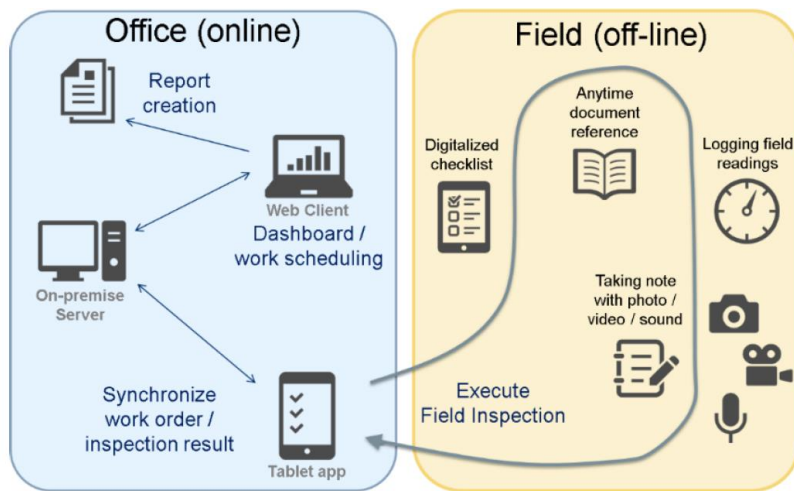 Office (online)
Report
creation
Web Client
Dashboard /
work scheduling
On-premise
Server
Synchronize
work order /
inspection result
Tablet app
Field (off-line)
Anytime
document
reference
Digitalized
checklist
Logging field
readings
Taking note
with photo /
video / sound
Execute
Field Inspection